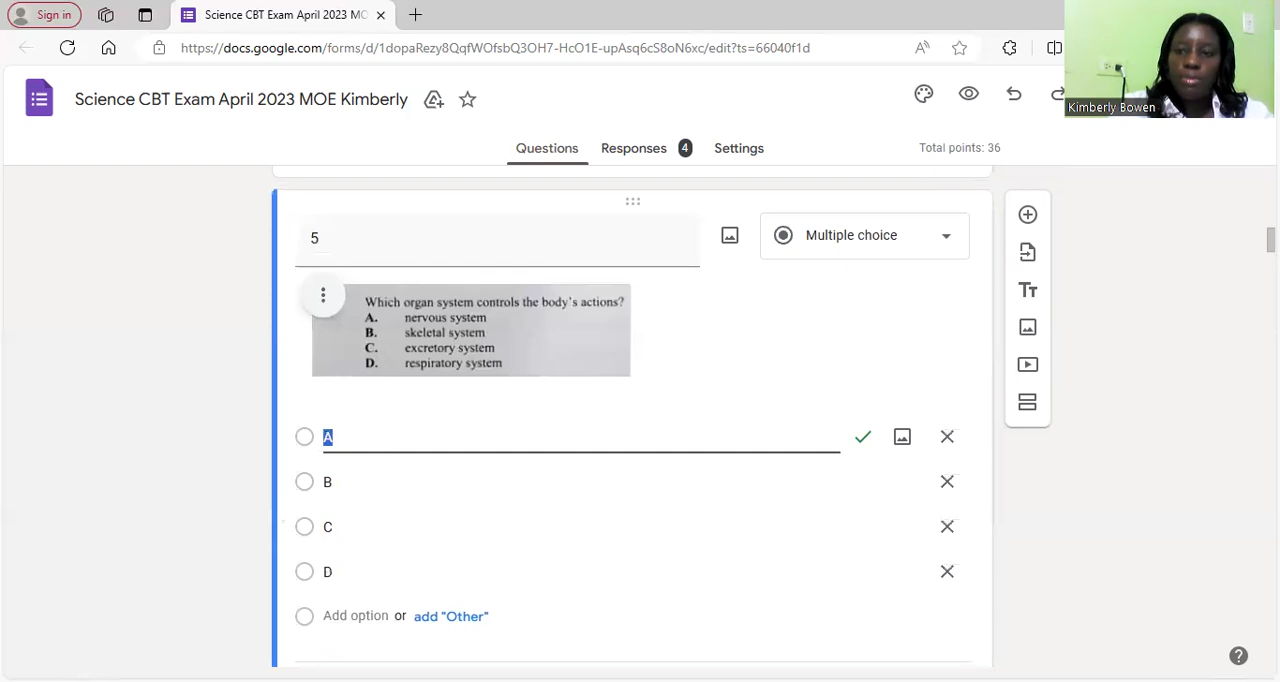 Sign in
Science CBT Exam April 2023 MO
https://docs.google.com/forms/d/1dopaRezy8QqfWOfsbQ3OH7-HcO1E-upAsq6cS8oN6xc/edit?ts=66040f1d
Kimberly Bowen
Science CBT Exam April 2023 MOE Kimberly
Questions Responses 4 Settings Total points: 36
5
Multiple choice
Which organ system controls the body's actions?
A. nervous system
B. skeletal system
C. excretory system
D. respiratory system
A
B
C
D
Add option or add "Other"